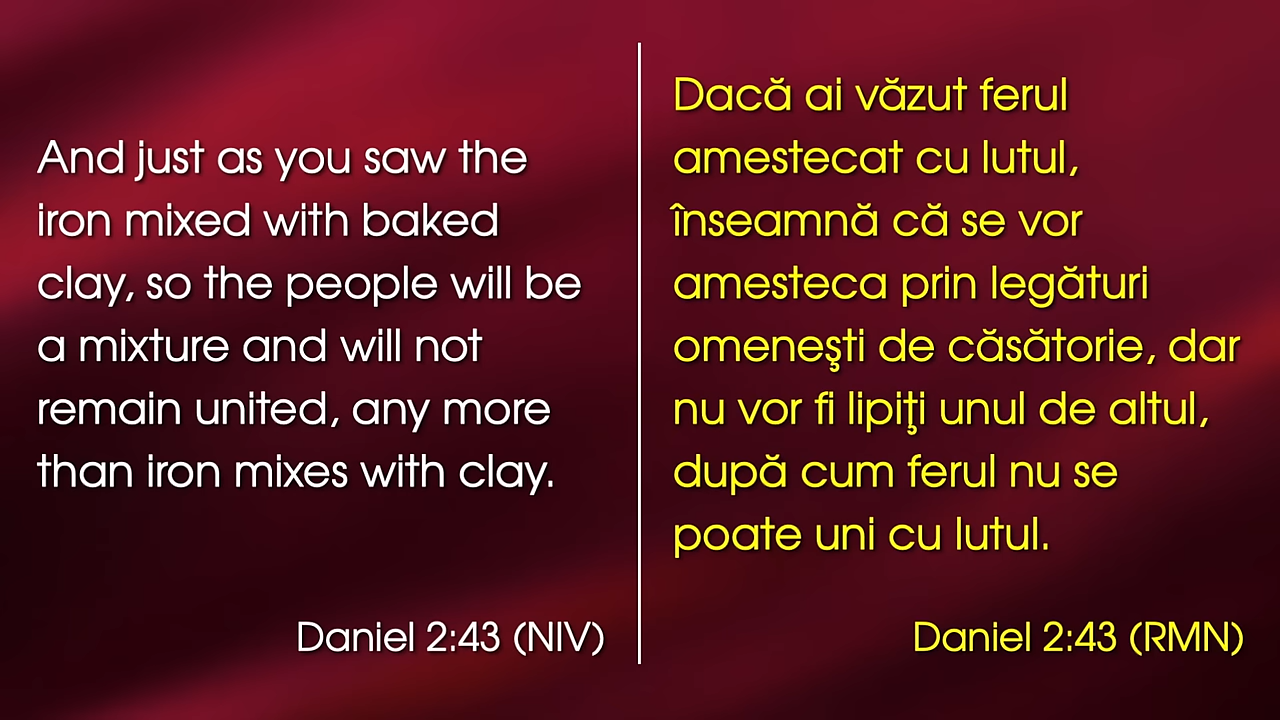 And just as you saw the
iron mixed with baked
clay, so the people will be
a mixture and will not
remain united, any more
than iron mixes with clay.
Daniel 2:43 (NIV)
Dacă ai văzut ferul
amestecat cu lutul,
înseamnă că se vor
amesteca prin legături
omeneşti de căsătorie, dar
nu vor fi lipiţi unul de altul,
după cum ferul nu se
poate uni cu lutul.
Daniel 2:43 (RMN)